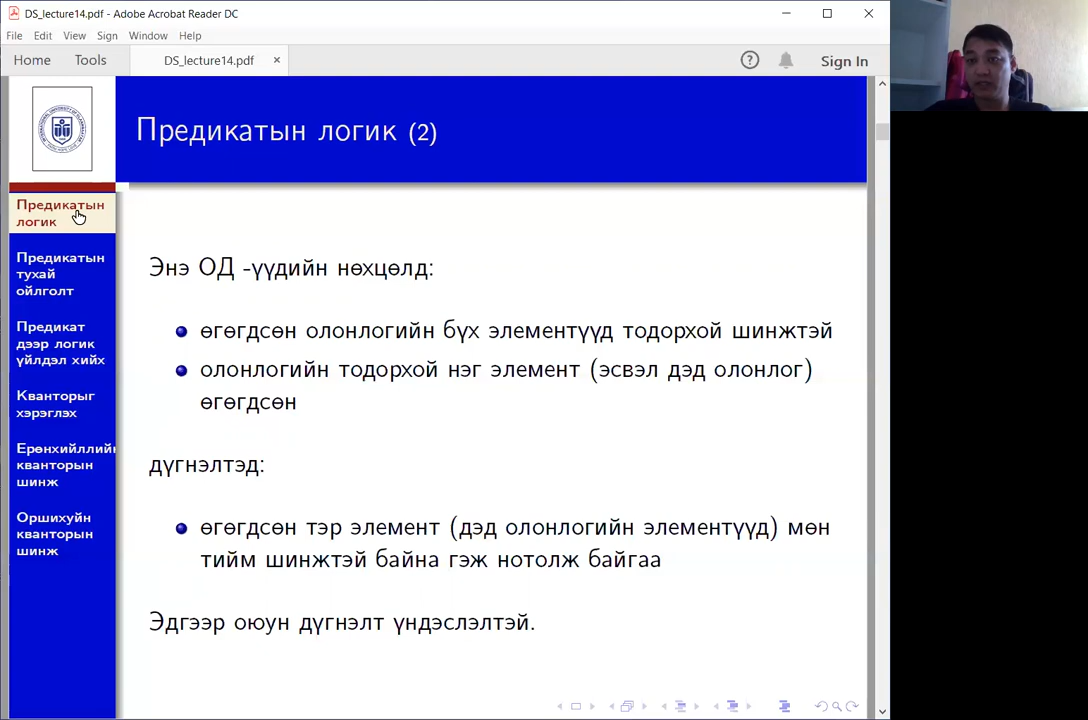 DS_lecture14.pdf - Adobe Acrobat Reader DC
File Edit View Sign Window Help
Home Tools DS_lecture14.pdf × Sign In
Предикатын логик (2)
Предикатын
логик
Предикатын
тухай
ойлголт
Предикат
дээр логик
үйлдэл хийх
Кванторыг
хэрэглэх
Ерөнхийллийн
кванторын
шинж
Оршихуйн
кванторын
шинж
Энэ ОД -үүдийн нөхцөлд:
өгөгдсөн олонлогийн бүх элементүүд тодорхой шинжтэй
олонлогийн тодорхой нэг элемент (эсвэл дэд олонлог)
өгөгдсөн
дүгнэлтэд:
өгөгдсөн тэр элемент (дэд олонлогийн элементүүд) мөн
тийм шинжтэй байна гэж нотолж байгаа
Эдгээр оюун дүгнэлт үндэслэлтэй.